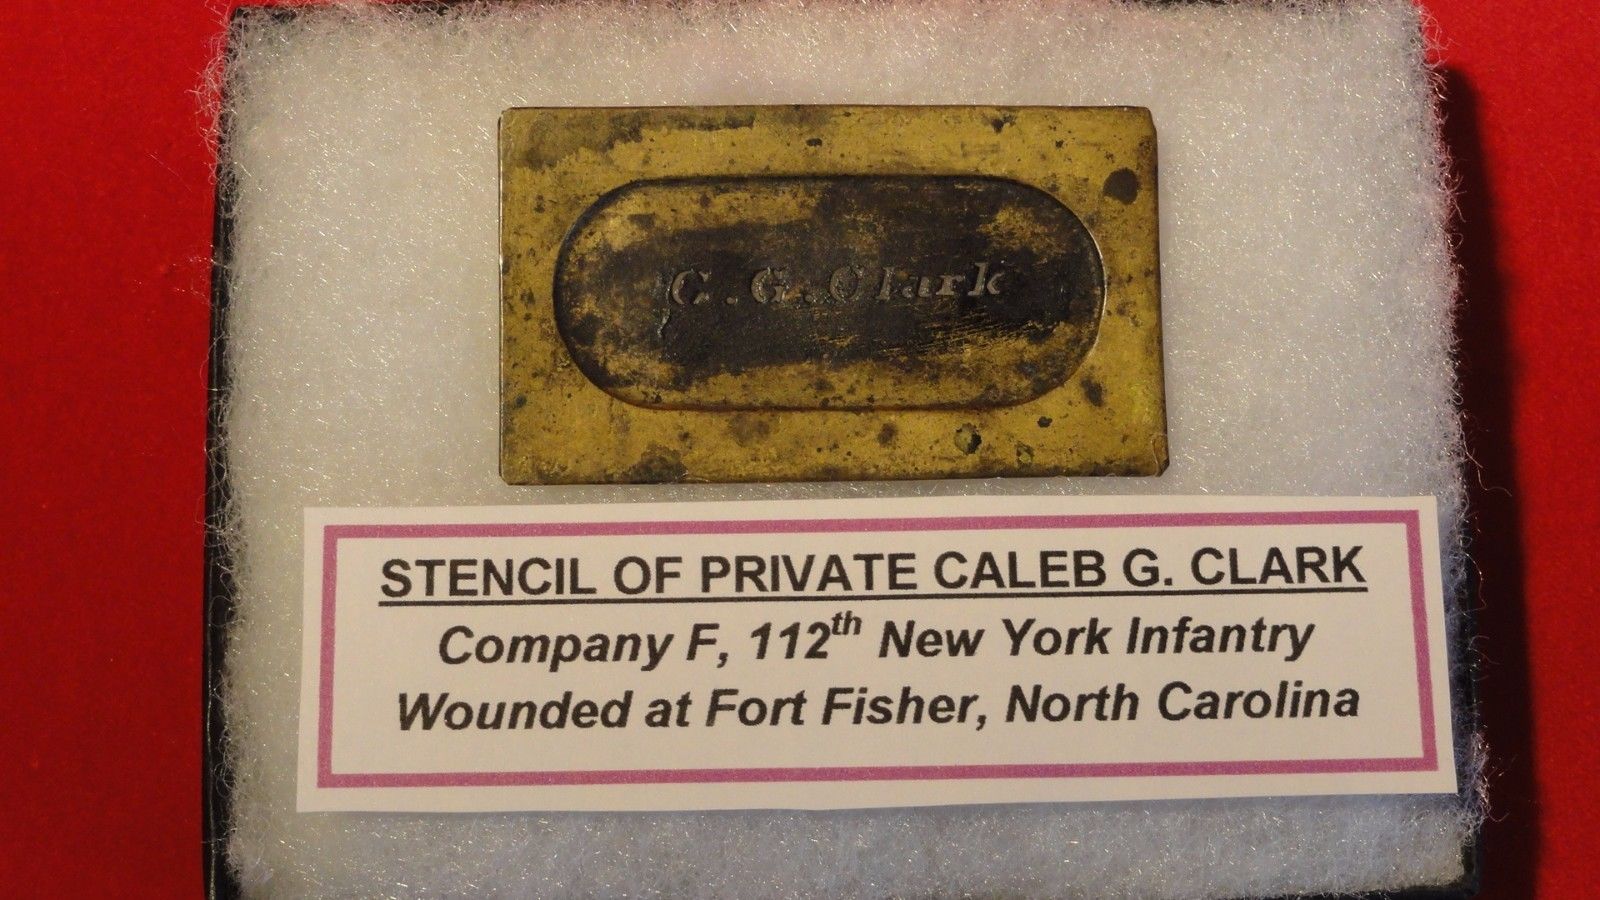 C. G. Clark
STENCIL OF PRIVATE CALEB G. CLARK
Company F, 112th New York Infantry
Wounded at Fort Fisher, North Carolina